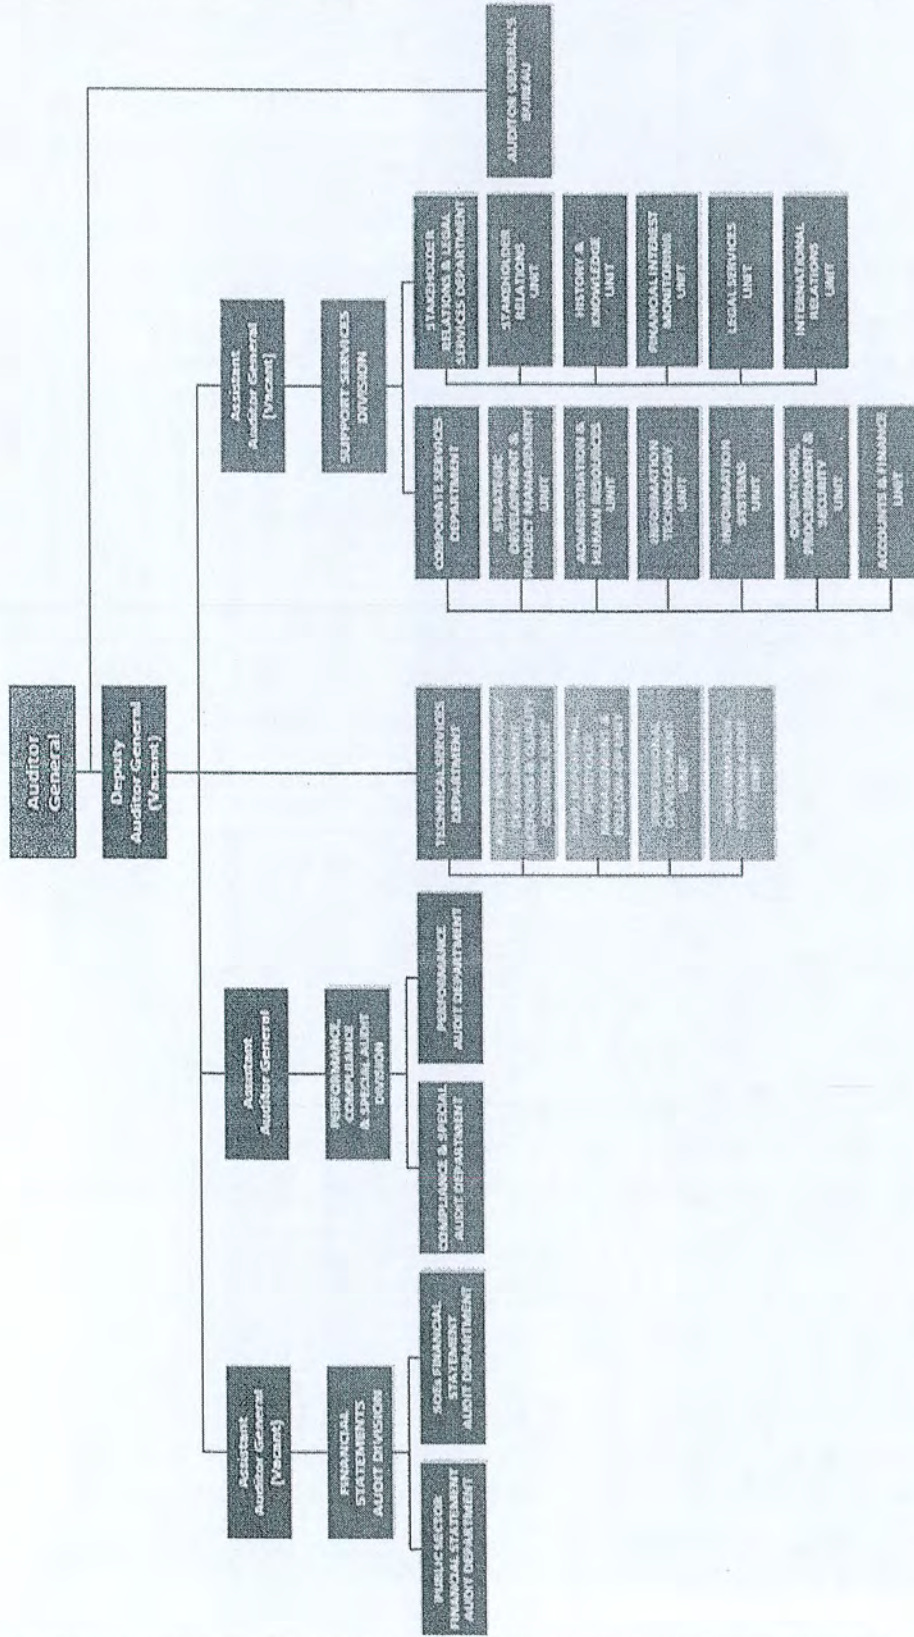 Auditor
General
Deputy
Auditor General
(Vacant)
Assistant
Auditor General
(Vacant)
FINANCIAL
STATEMENTS
AUDIT DIVISION
PUBLIC SECTOR
FINANCIAL STATEMENT
AUDIT DEPARTMENT
SOEs FINANCIAL
STATEMENT
AUDIT DEPARTMENT
Assistant
Auditor General
PERFORMANCE,
COMPLIANCE
& SPECIAL AUDIT
DIVISION
COMPLIANCE & SPECIAL
AUDIT DEPARTMENT
PERFORMANCE
AUDIT DEPARTMENT
TECHNICAL SERVICES
DEPARTMENT
UNIT
UNIT
Assistant
Auditor General
(Vacant)
SUPPORT SERVICES
DIVISION
CORPORATE SERVICES
DEPARTMENT
STRATEGIC
DEVELOPMENT &
PROJECT MANAGEMENT
UNIT
ADMINISTRATION &
HUMAN RESOURCES
UNIT
INFORMATION
TECHNOLOGY
UNIT
INFORMATION
SYSTEMS
UNIT
OPERATIONS,
PROCUREMENT &
SECURITY
UNIT
ACCOUNTS & FINANCE
UNIT
STAKEHOLDER
RELATIONS & LEGAL
SERVICES DEPARTMENT
STAKEHOLDER
RELATIONS
UNIT
HISTORY &
KNOWLEDGE
UNIT
FINANCIAL INTEREST
MONITORING
UNIT
LEGAL SERVICES
UNIT
INTERNATIONAL
RELATIONS
UNIT
AUDITOR GENERAL'S
BUREAU